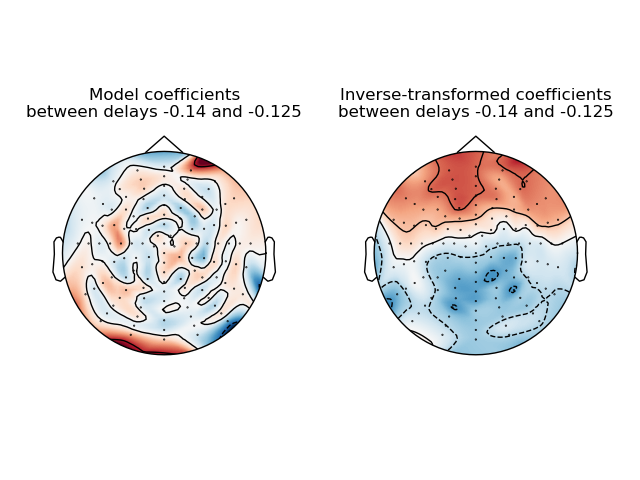 Model coefficients
between delays -0.14 and -0.125
Inverse-transformed coefficients
between delays -0.14 and -0.125